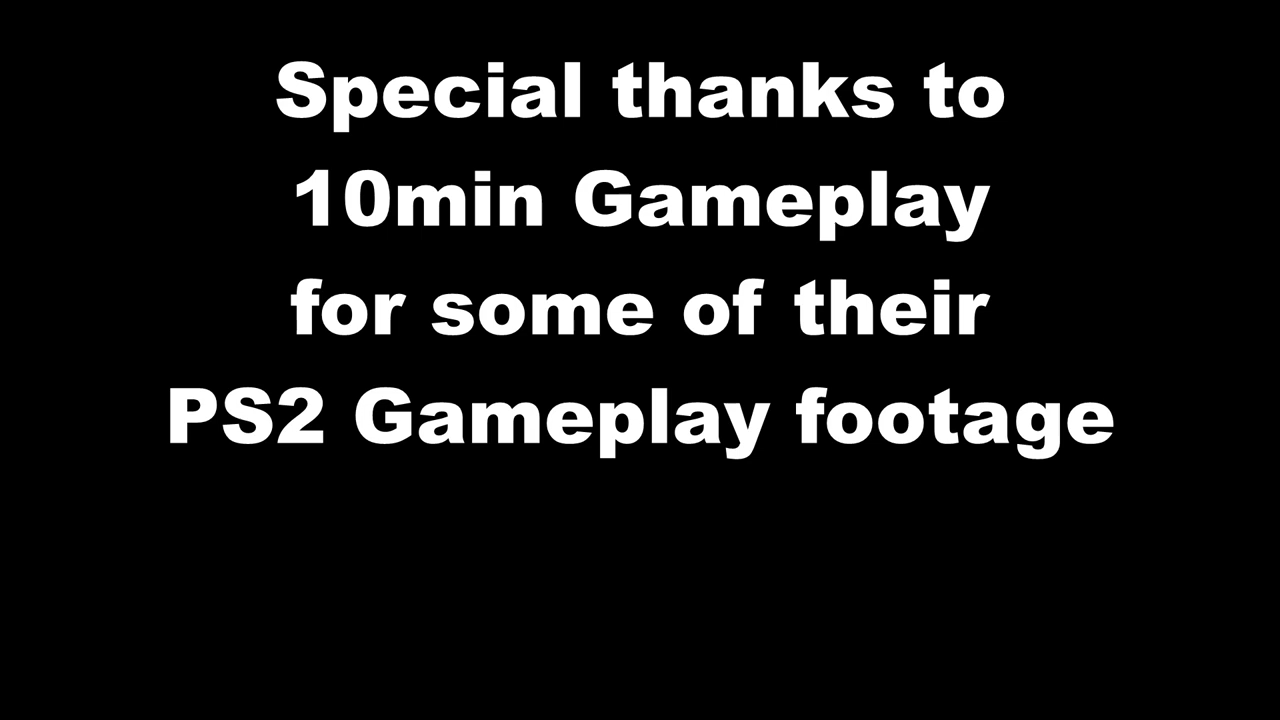 Special thanks to
10min Gameplay
for some of their
PS2 Gameplay footage